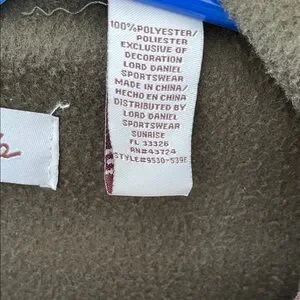 100%POLYESTER/
POLIESTER
EXCLUSIVE OF
DECORATION
LORD DANIEL
SPORTSWEAR
MADE IN CHINA/
HECHO EN CHINA
DISTRIBUTED BY
LORD DANIEL
SPORTSWEAR
SUNRISE
FL 33326
RN#43724
STYLE#9530-539E